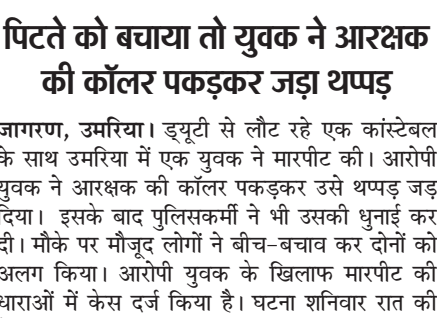 पिटते को बचाया तो युवक ने आरक्षक
की कॉलर पकड़कर जड़ा थप्पड़
जागरण, उमरिया। ड्यूटी से लौट रहे एक कांस्टेबल
के साथ उमरिया में एक युवक ने मारपीट की। आरोपी
युवक ने आरक्षक की कॉलर पकड़कर उसे थप्पड़ जड़
दिया। इसके बाद पुलिसकर्मी ने भी उसकी धुनाई कर
दी। मौके पर मौजूद लोगों ने बीच-बचाव कर दोनों को
अलग किया। आरोपी युवक के खिलाफ मारपीट की
धाराओं में केस दर्ज किया है। घटना शनिवार रात की